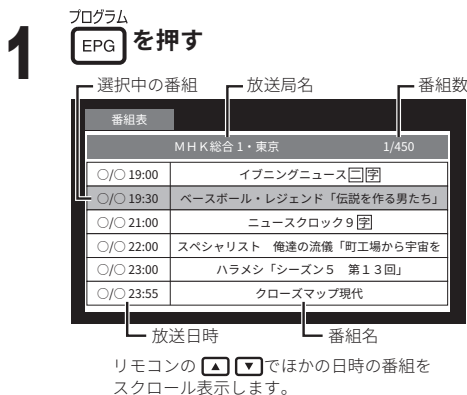 1
プログラム
EPG を押す
選択中の番組 放送局名 番組数
番組表
ＭＨＫ総合１・東京 1/450
○/○ 19:00 イブニングニュース二字
○/○ 19:30 ベースボール・レジェンド「伝説を作る男たち」
○/○ 21:00 ニュースクロック９字
○/○ 22:00 スペシャリスト　俺達の流儀「町工場から宇宙を
○/○ 23:00 ハラメシ「シーズン５　第１３回」
○/○ 23:55 クローズマップ現代
放送日時 番組名
リモコンの▲▼でほかの日時の番組を
スクロール表示します。